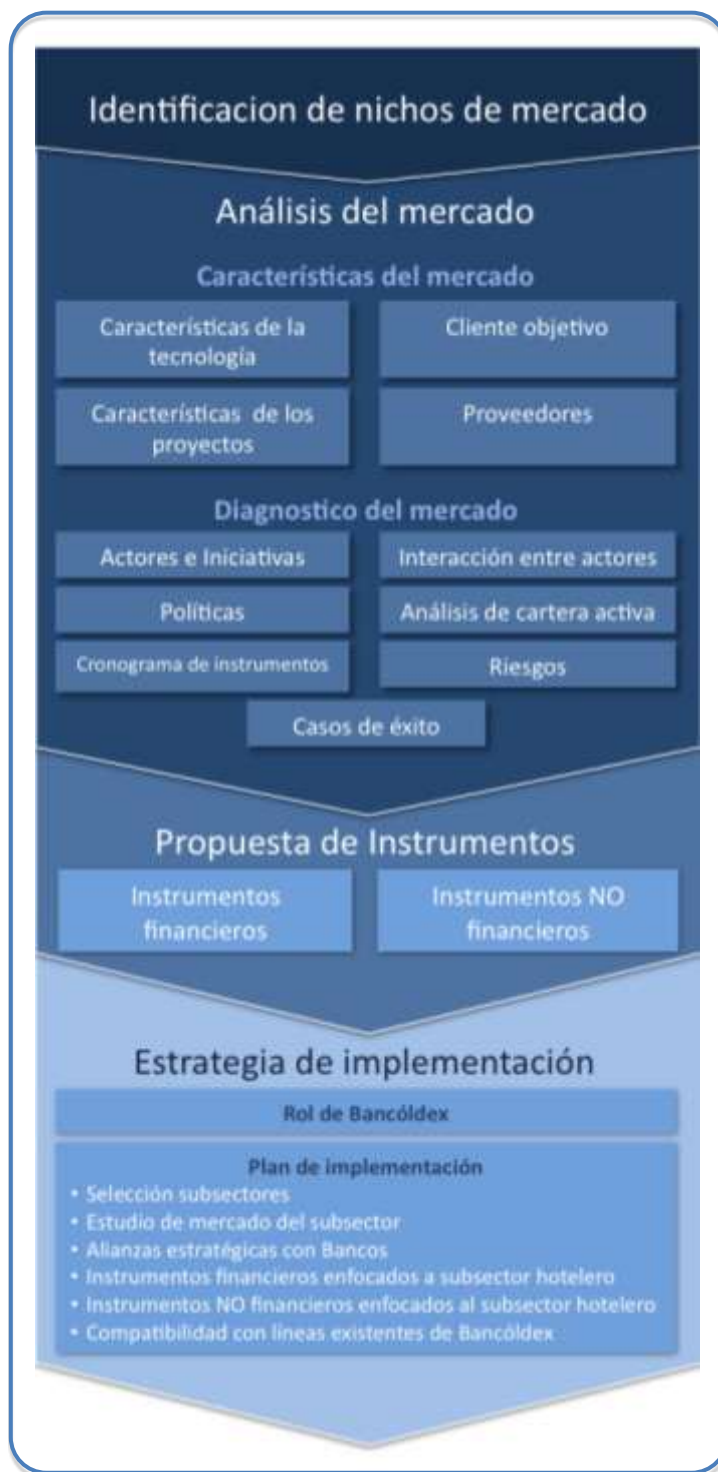 Identificacion de nichos de mercado
Análisis del mercado
Características del mercado
Características de la
tecnología
Cliente objetivo
Características de los
proyectos
Proveedores
Diagnostico del mercado
Actores e Iniciativas
Interacción entre actores
Políticas
Análisis de cartera activa
Cronograma de instrumentos
Riesgos
Casos de éxito
Propuesta de Instrumentos
Instrumentos
financieros
Instrumentos NO
financieros
Estrategia de implementación
Rol de Bancóldex
Plan de implementación
• Selección subsectores
• Estudio de mercado del subsector
• Alianzas estratégicas con Bancos
• Instrumentos financieros enfocados a subsector hotelero
• Instrumentos NO financieros enfocados al subsector hotelero
• Compatibilidad con líneas existentes de Bancóldex